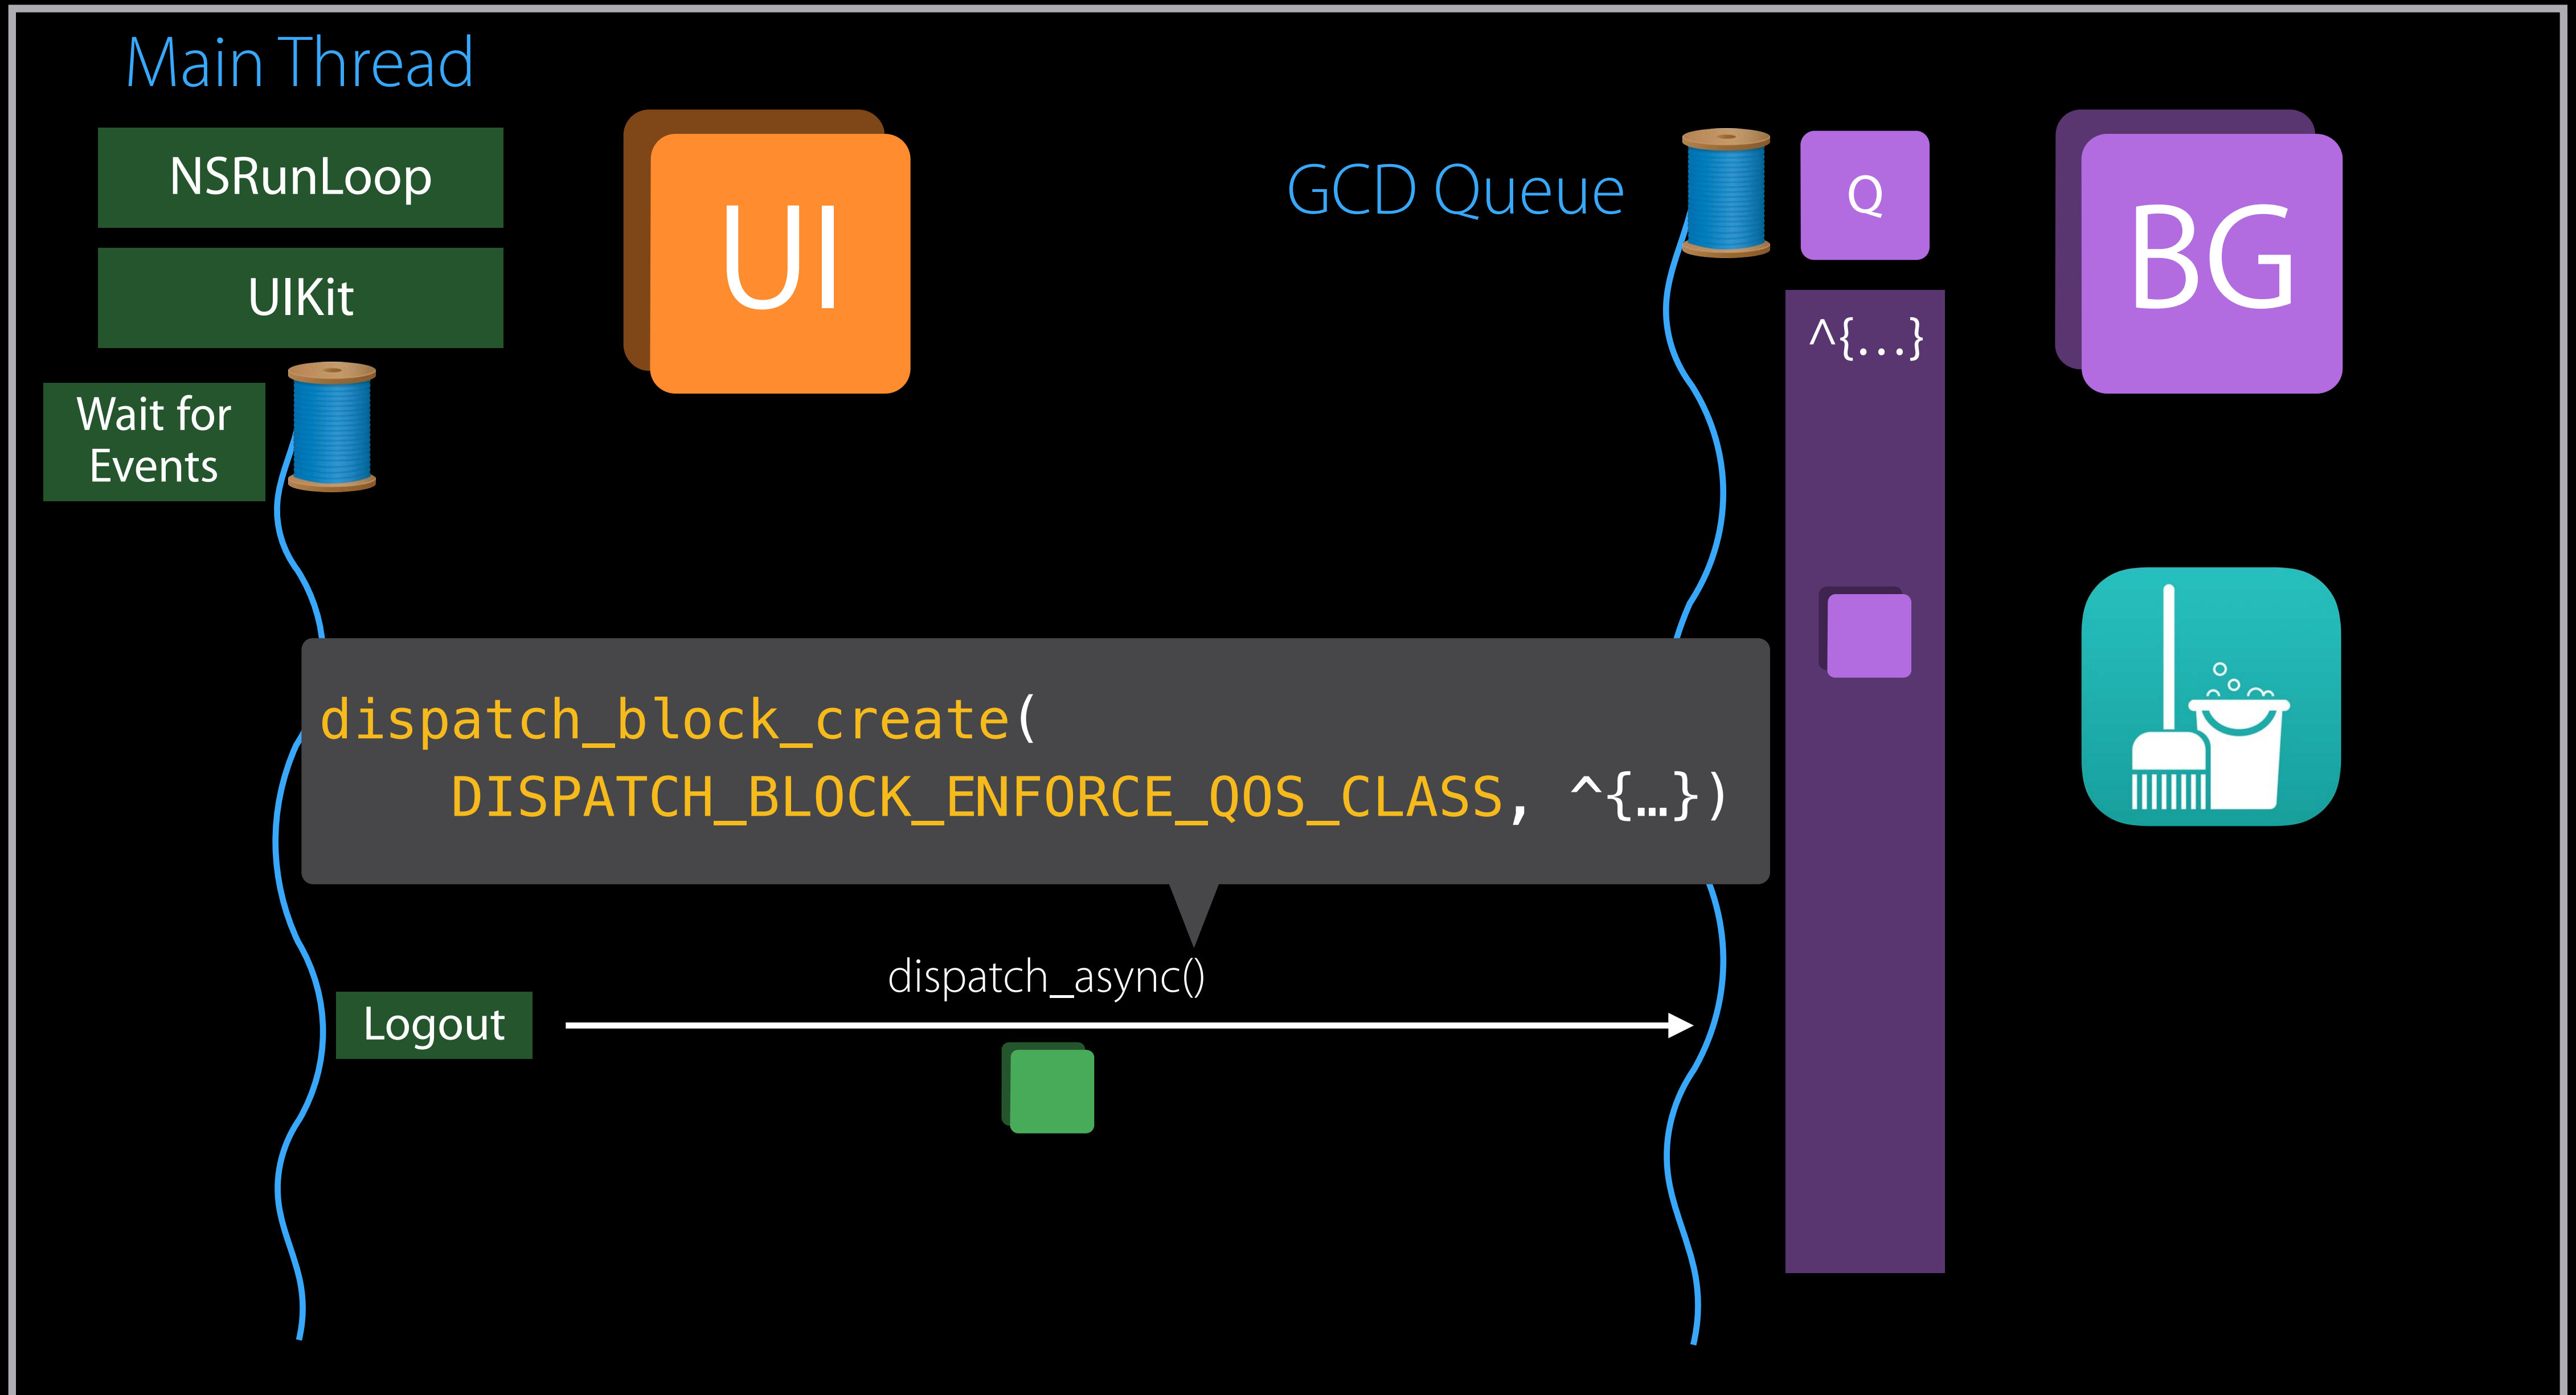 Main Thread
NSRunLoop
UIKit
Wait for
Events
UI
GCD Queue
Q
^{…}
BG
dispatch_block_create(
DISPATCH_BLOCK_ENFORCE_QOS_CLASS, ^{…})
dispatch_async()
Logout